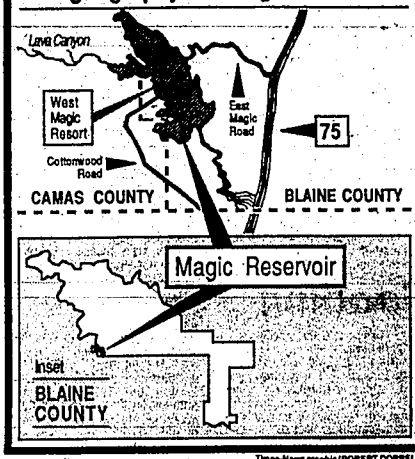 Lava Canyon
West
Magic
Resort
East
Magic
Road
75
Cottonwood
Road
CAMAS COUNTY
BLAINE COUNTY
Magic Reservoir
Inset
BLAINE
COUNTY